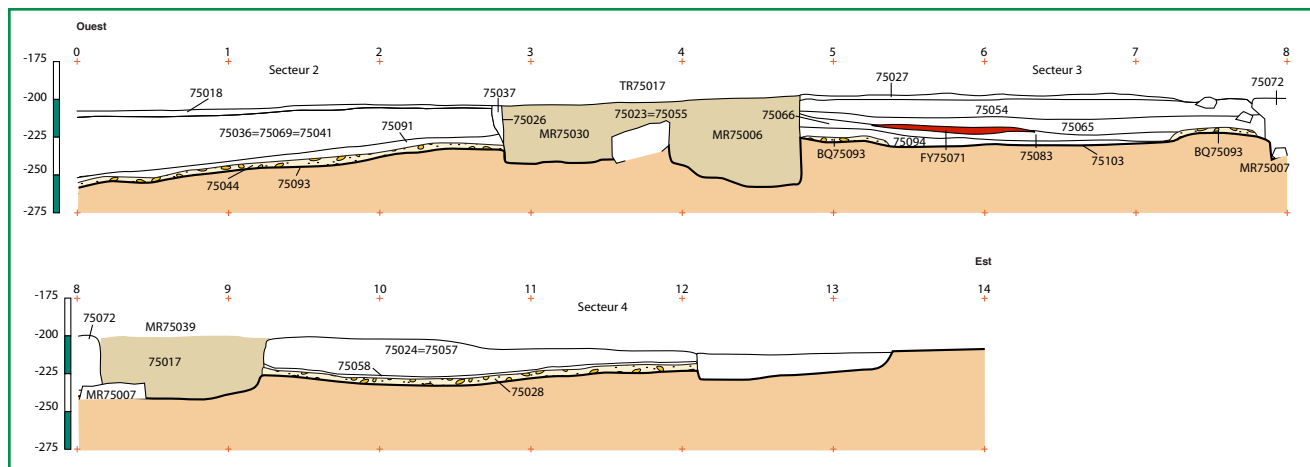 Ouest
0 1 2 3 4 5 6 7 8
-175
Secteur 2 Secteur 3
75018 75037 TR75017 75027 75072
-200
75026 75023=75055 75066 75054
75036=75069=75041 75091 MR75030 MR75006 75065
-225
75094
BQ75093 FY75071 75083 75103 BQ75093 MR75007
-250
75044 75093
-275
Est
8 9 10 11 12 13 14
-175
Secteur 4
75072 MR75039
-200
75017 75024=75057
75058
-225
MR75007 75028
-250
-275